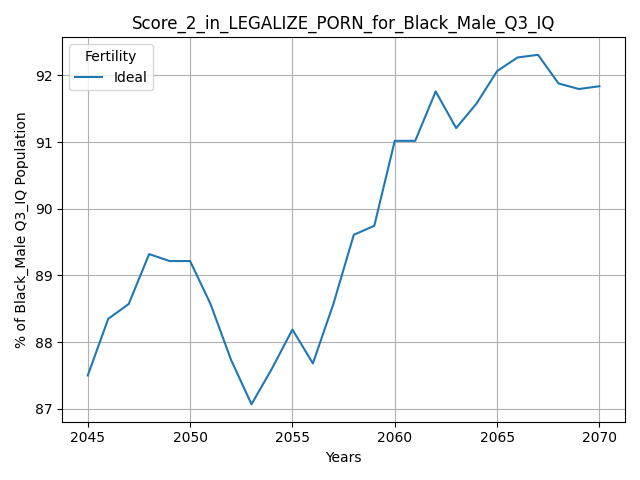 Score_2_in_LEGALIZE_PORN_for_Black_Male_Q3_IQ
Fertility
Ideal
% of Black_Male Q3_IQ Population
92
91
90
89
88
87
2045
2050
2055
2060
2065
2070
Years